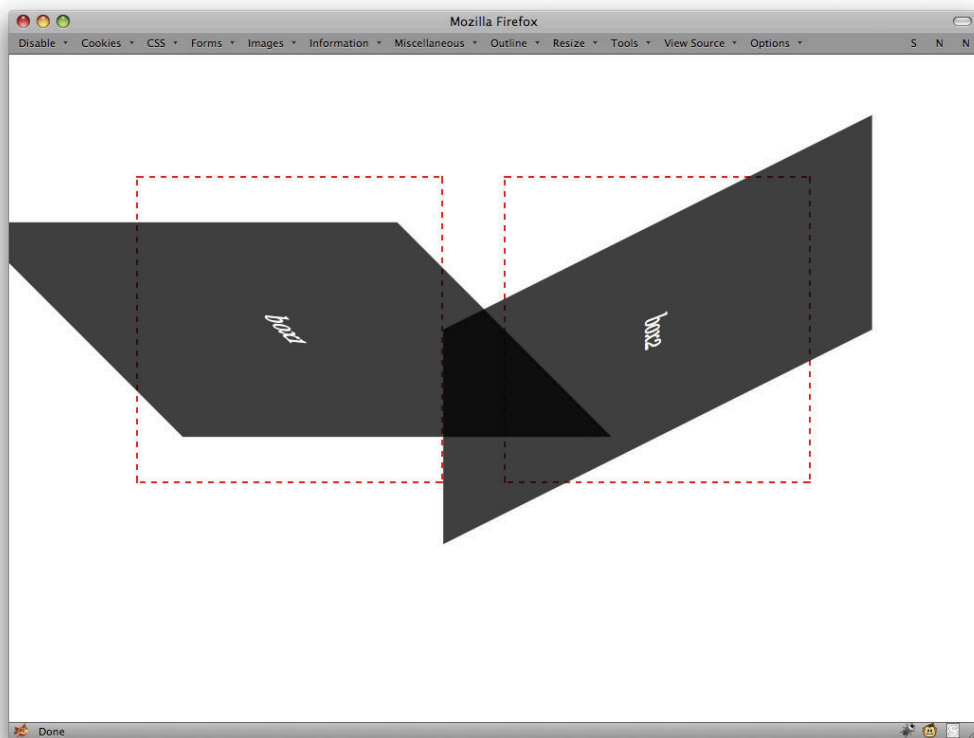 Mozilla Firefox
Disable Cookies CSS Forms Images Information Miscellaneous Outline Resize Tools View Source Options S N N
box1
box2
Done
S